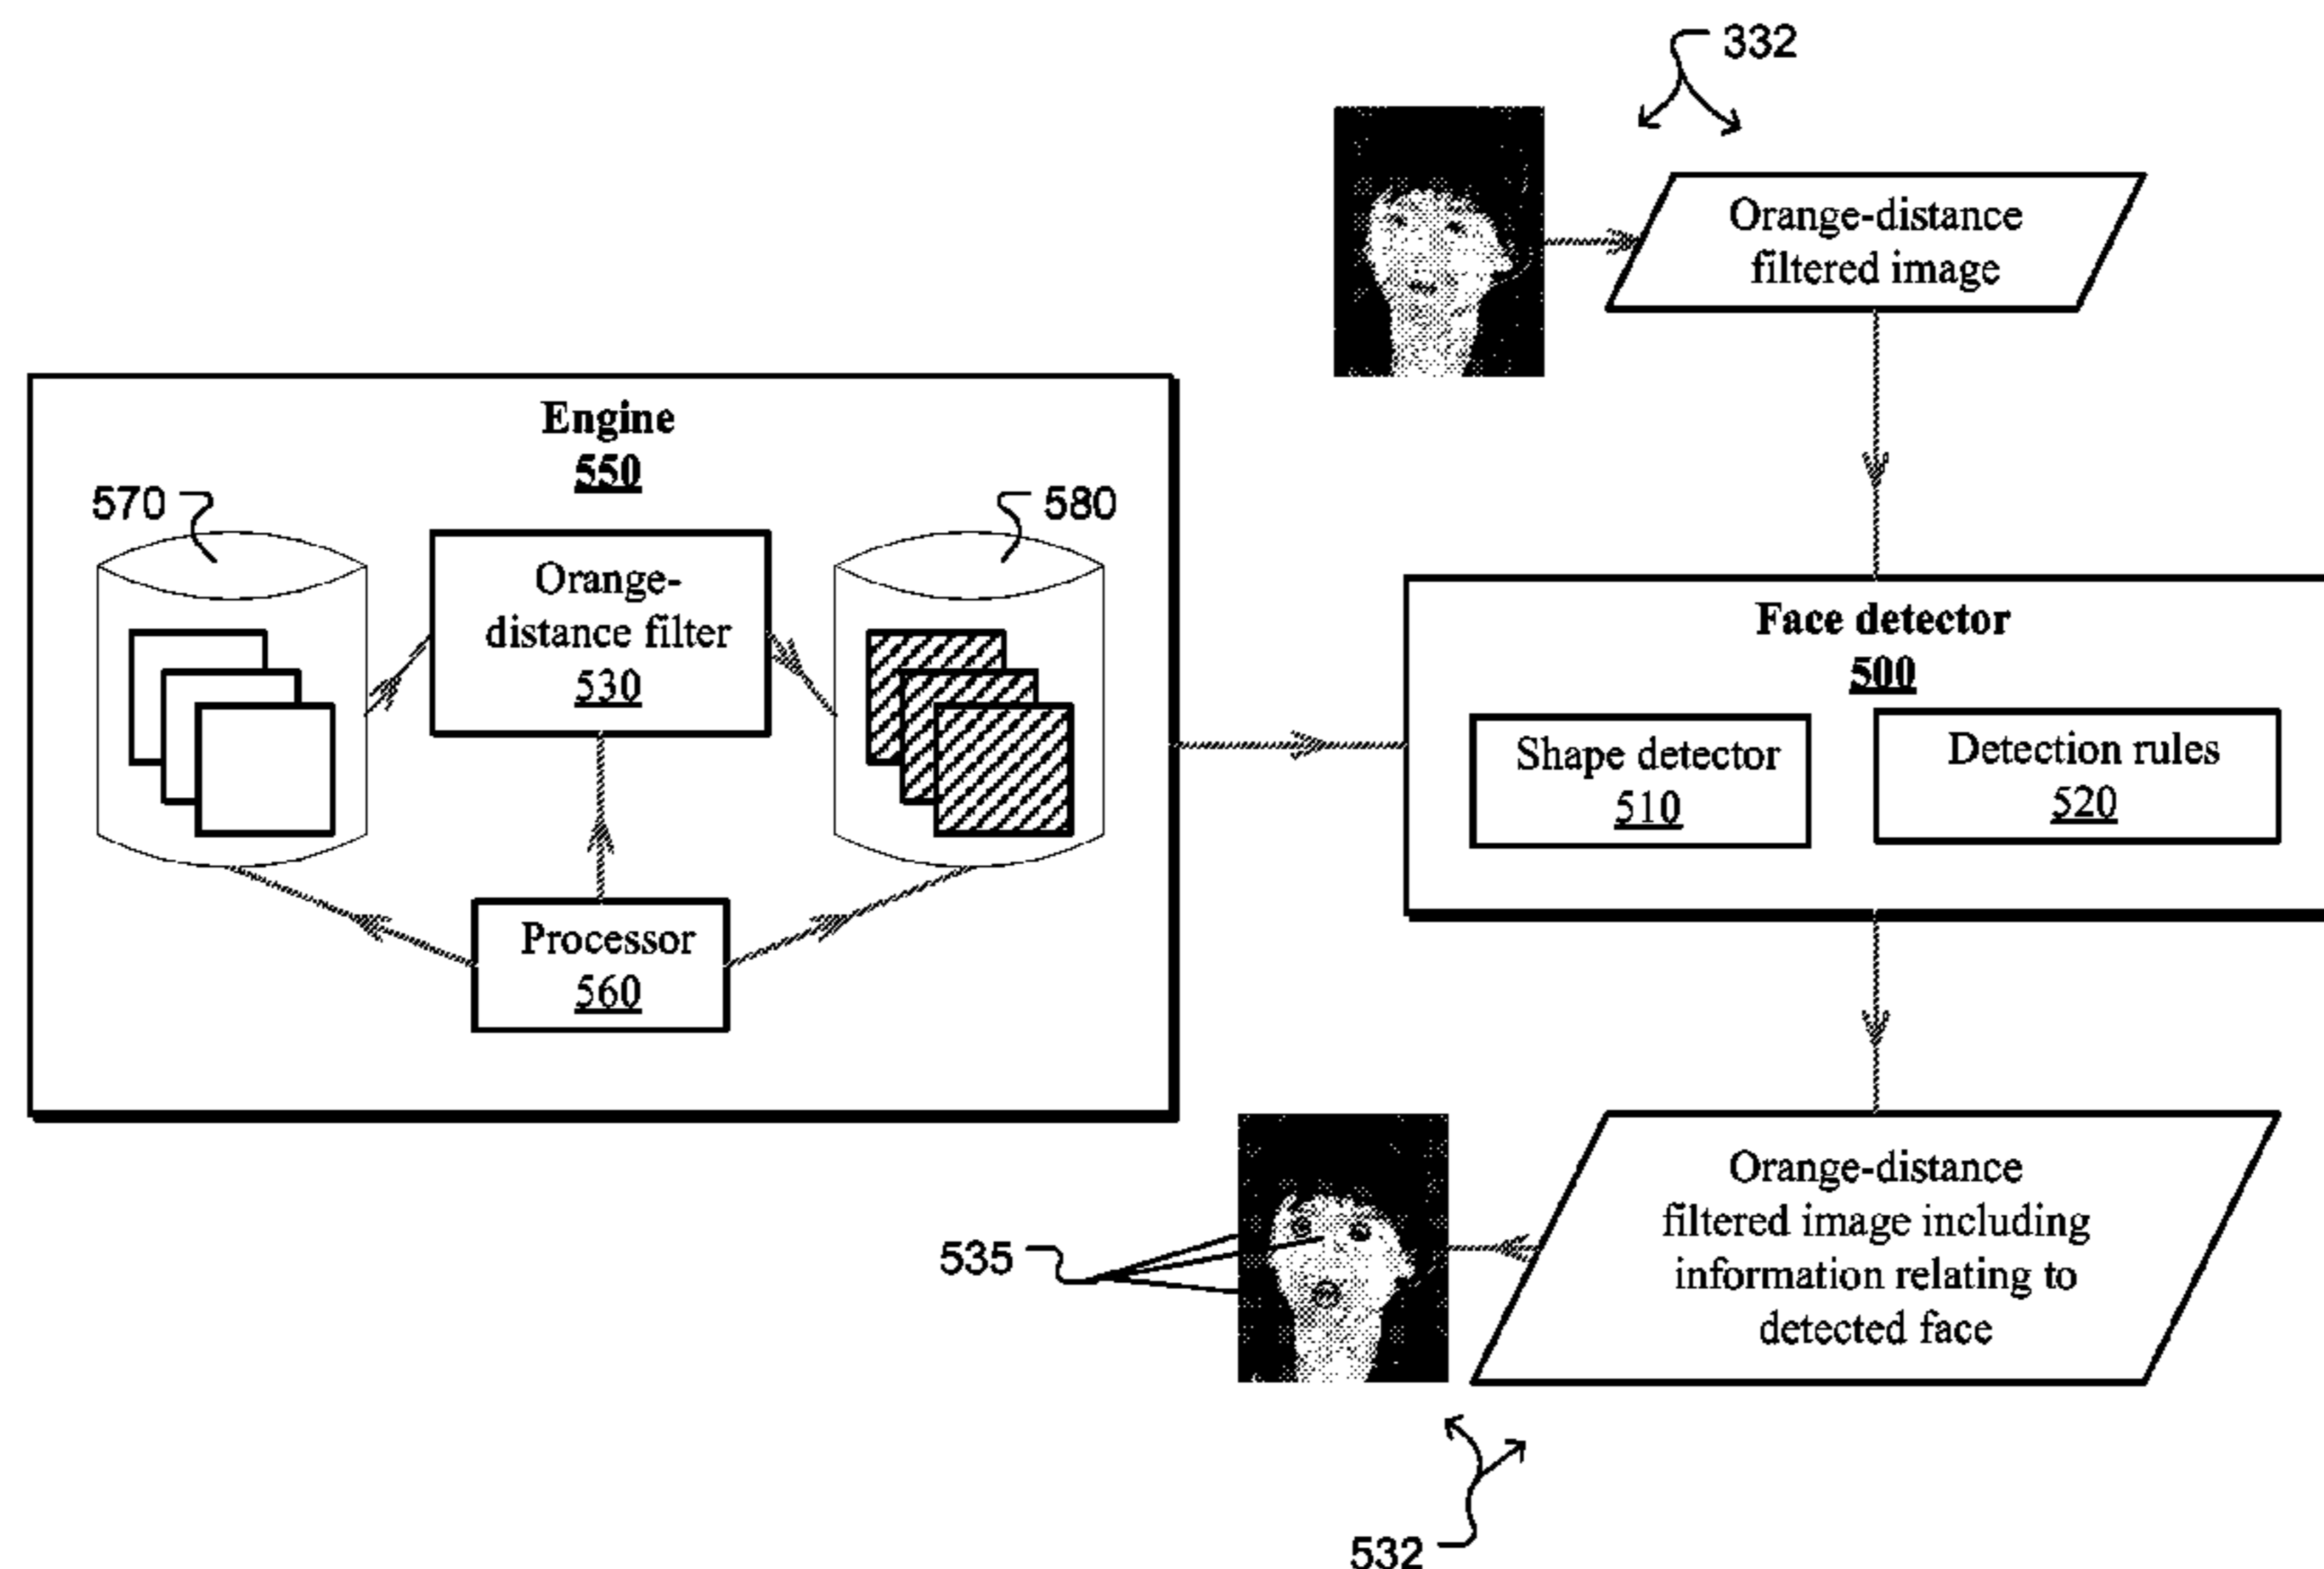 332
Orange-distance
filtered image
Engine
550
570
580
Orange-
distance filter
530
Processor
560
Face detector
500
Shape detector
510
Detection rules
520
535
Orange-distance
filtered image including
information relating to
detected face
532